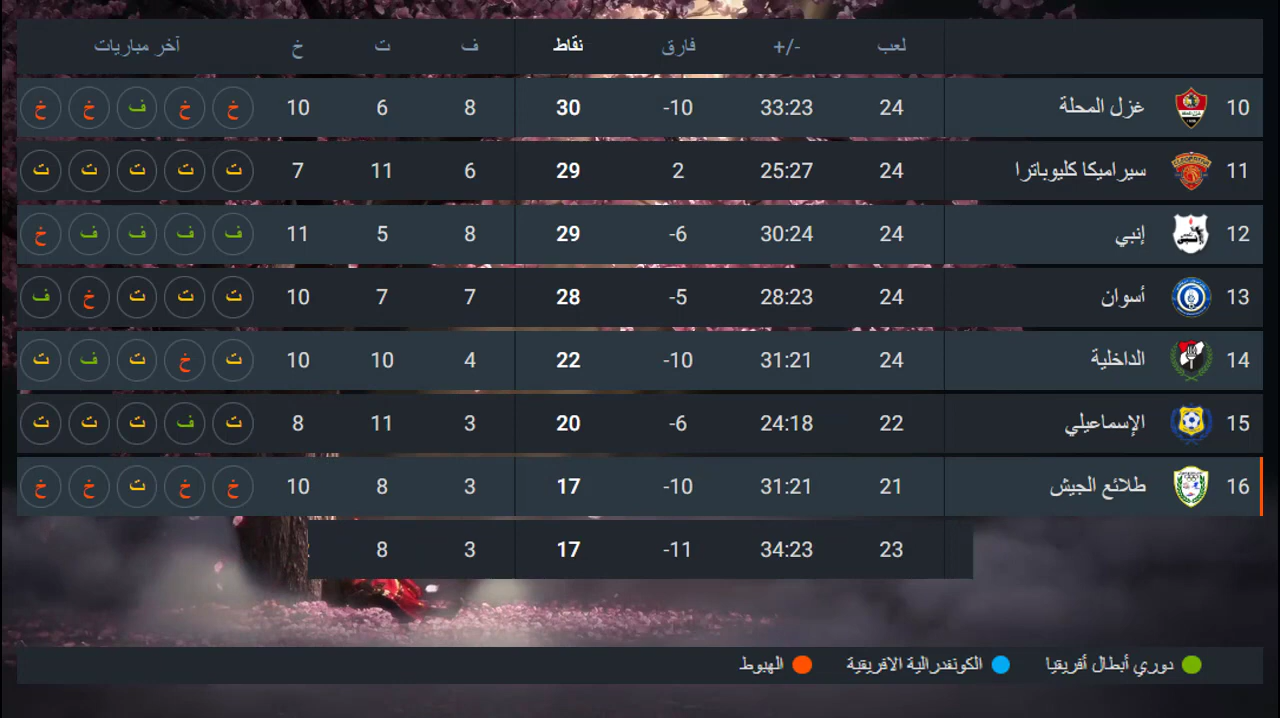 لعب +/- فارق نقاط ف ت خ آخر مباريات
10 غزل المحلة 24 33:23 -10 30 8 6 10 خ خ ف خ خ
11 سيراميكا كليوباترا 24 25:27 2 29 6 11 7 ت ت ت ت ت
12 إنبي 24 30:24 -6 29 8 5 11 ف ف ف ف خ
13 أسوان 24 28:23 -5 28 7 7 10 ت ت ت خ ف
14 الداخلية 24 31:21 -10 22 4 10 10 ت خ ت ف ت
15 الإسماعيلي 22 24:18 -6 20 3 11 8 ت ف ت ت ت
16 طلائع الجيش 21 31:21 -10 17 3 8 10 خ خ ت خ خ
23 34:23 -11 17 3 8
دوري أبطال أفريقيا الكونفدرالية الافريقية الهبوط